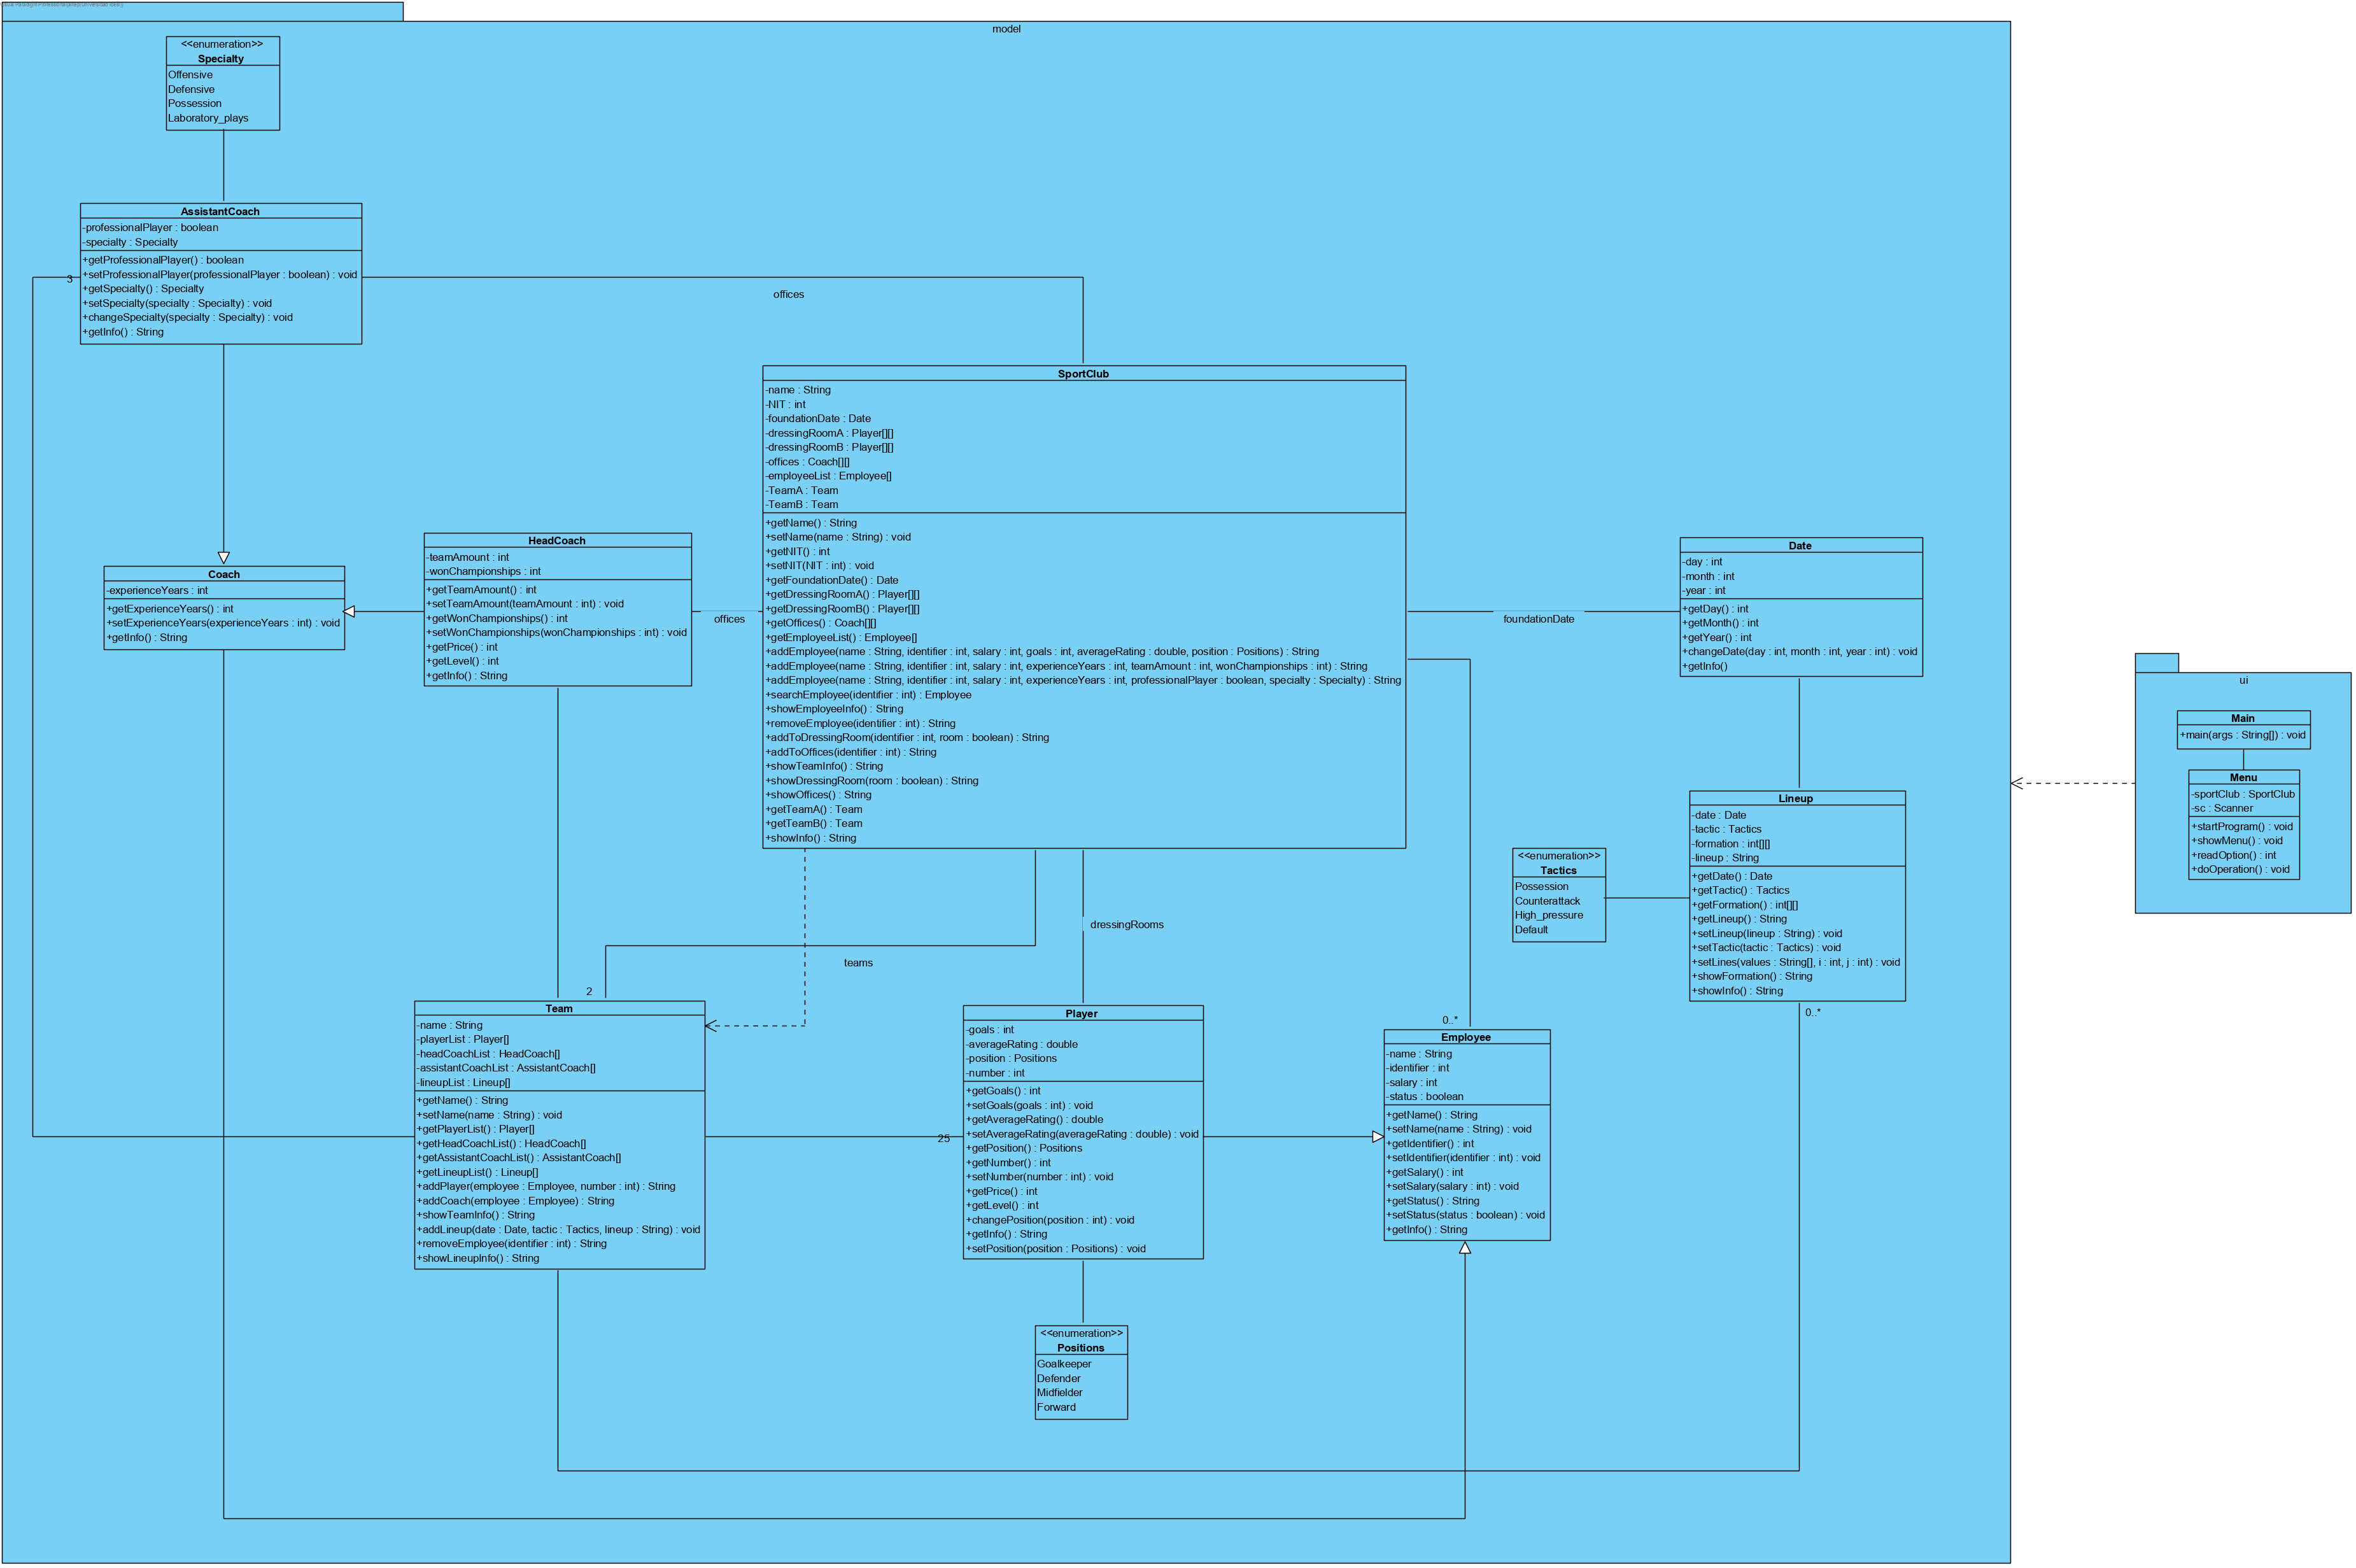 model
<<enumeration>>
Specialty
Offensive
Defensive
Possession
Laboratory_plays
AssistantCoach
-professionalPlayer : boolean
-specialty : Specialty
+getProfessionalPlayer() : boolean
+setProfessionalPlayer(professionalPlayer : boolean) : void
+getSpecialty() : Specialty
+setSpecialty(specialty : Specialty) : void
+changeSpecialty(specialty : Specialty) : void
+getInfo() : String
3
offices
SportClub
-name : String
-NIT : int
-foundationDate : Date
-dressingRoomA : Player[][]
-dressingRoomB : Player[][]
-offices : Coach[][]
-employeeList : Employee[]
-TeamA : Team
-TeamB : Team
+getName() : String
+setName(name : String) : void
+getNIT() : int
+setNIT(NIT : int) : void
+getFoundationDate() : Date
+getDressingRoomA() : Player[][]
+getDressingRoomB() : Player[][]
+getOffices() : Coach[][]
+getEmployeeList() : Employee[]
+addEmployee(name : String, identifier : int, salary : int, goals : int, averageRating : double, position : Positions) : String
+addEmployee(name : String, identifier : int, salary : int, experienceYears : int, teamAmount : int, wonChampionships : int) : String
+addEmployee(name : String, identifier : int, salary : int, experienceYears : int, professionalPlayer : boolean, specialty : Specialty) : String
+searchEmployee(identifier : int) : Employee
+showEmployeeInfo() : String
+removeEmployee(identifier : int) : String
+addToDressingRoom(identifier : int, room : boolean) : String
+addToOffices(identifier : int) : String
+showTeamInfo() : String
+showDressingRoom(room : boolean) : String
+showOffices() : String
+getTeamA() : Team
+getTeamB() : Team
+showInfo() : String
HeadCoach
-teamAmount : int
-wonChampionships : int
+getTeamAmount() : int
+setTeamAmount(teamAmount : int) : void
+getWonChampionships() : int
+setWonChampionships(wonChampionships : int) : void
+getPrice() : int
+getLevel() : int
+getInfo() : String
offices
Coach
-experienceYears : int
+getExperienceYears() : int
+setExperienceYears(experienceYears : int) : void
+getInfo() : String
foundationDate
Date
-day : int
-month : int
-year : int
+getDay() : int
+getMonth() : int
+getYear() : int
+changeDate(day : int, month : int, year : int) : void
+getInfo()
ui
Main
+main(args : String[]) : void
Menu
-sportClub : SportClub
-sc : Scanner
+startProgram() : void
+showMenu() : void
+readOption() : int
+doOperation() : void
Lineup
-date : Date
-tactic : Tactics
-formation : int[][]
-lineup : String
+getDate() : Date
+getTactic() : Tactics
+getFormation() : int[][]
+getLineup() : String
+setLineup(lineup : String) : void
+setTactic(tactic : Tactics) : void
+setLines(values : String[], i : int, j : int) : void
+showFormation() : String
+showInfo() : String
<<enumeration>>
Tactics
Possession
Counterattack
High_pressure
Default
dressingRooms
teams
2
0..*
0..*
Team
-name : String
-playerList : Player[]
-headCoachList : HeadCoach[]
-assistantCoachList : AssistantCoach[]
-lineupList : Lineup[]
+getName() : String
+setName(name : String) : void
+getPlayerList() : Player[]
+getHeadCoachList() : HeadCoach[]
+getAssistantCoachList() : AssistantCoach[]
+getLineupList() : Lineup[]
+addPlayer(employee : Employee, number : int) : String
+addCoach(employee : Employee) : String
+showTeamInfo() : String
+addLineup(date : Date, tactic : Tactics, lineup : String) : void
+removeEmployee(identifier : int) : String
+showLineupInfo() : String
25
Player
-goals : int
-averageRating : double
-position : Positions
-number : int
+getGoals() : int
+setGoals(goals : int) : void
+getAverageRating() : double
+setAverageRating(averageRating : double) : void
+getPosition() : Positions
+getNumber() : int
+setNumber(number : int) : void
+getPrice() : int
+getLevel() : int
+changePosition(position : int) : void
+getInfo() : String
+setPosition(position : Positions) : void
Employee
-name : String
-identifier : int
-salary : int
-status : boolean
+getName() : String
+setName(name : String) : void
+getIdentifier() : int
+setIdentifier(identifier : int) : void
+getSalary() : int
+setSalary(salary : int) : void
+getStatus() : String
+setStatus(status : boolean) : void
+getInfo() : String
<<enumeration>>
Positions
Goalkeeper
Defender
Midfielder
Forward